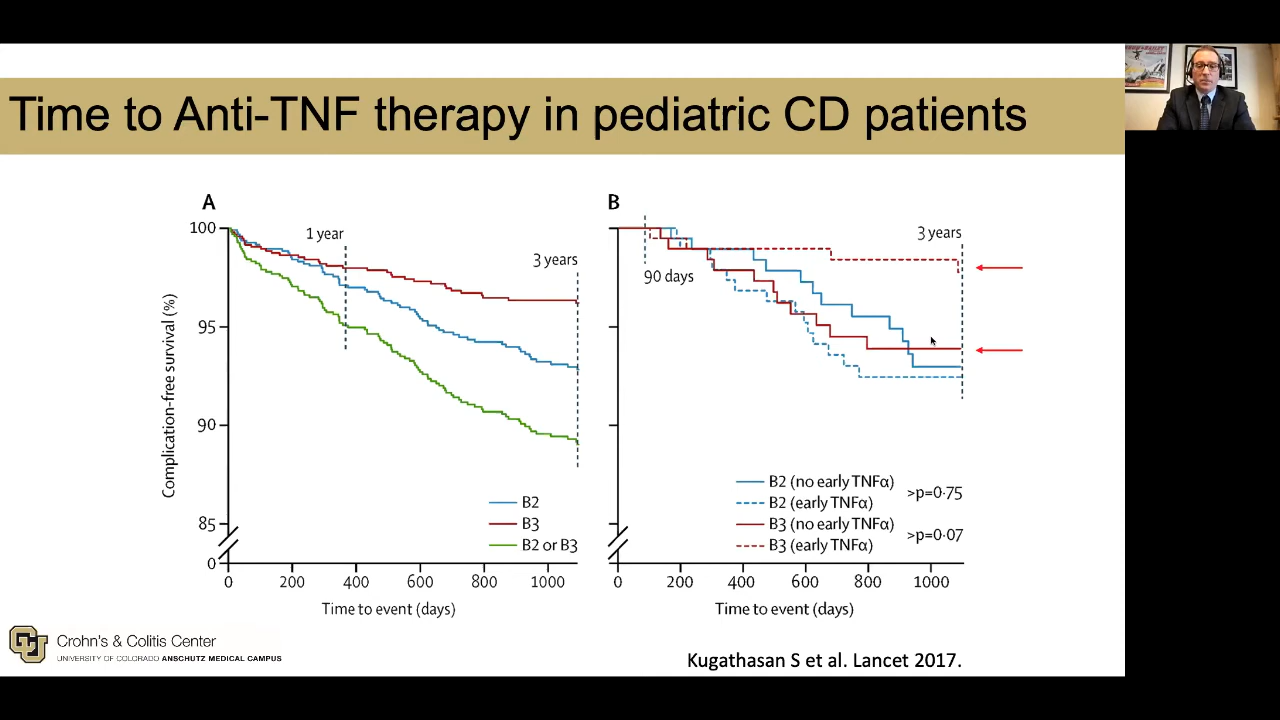 Time to Anti-TNF therapy in pediatric CD patients
A
Complication-free survival (%)
100
95
90
85
0
1 year
3 years
B2
B3
B2 or B3
0 200 400 600 800 1000
Time to event (days)
B
90 days
3 years
B2 (no early TNFα)
B2 (early TNFα)
>p=0·75
B3 (no early TNFα)
B3 (early TNFα)
>p=0·07
0 200 400 600 800 1000
Time to event (days)
CU
Crohn's & Colitis Center
UNIVERSITY OF COLORADO ANSCHUTZ MEDICAL CAMPUS
Kugathasan S et al. Lancet 2017.